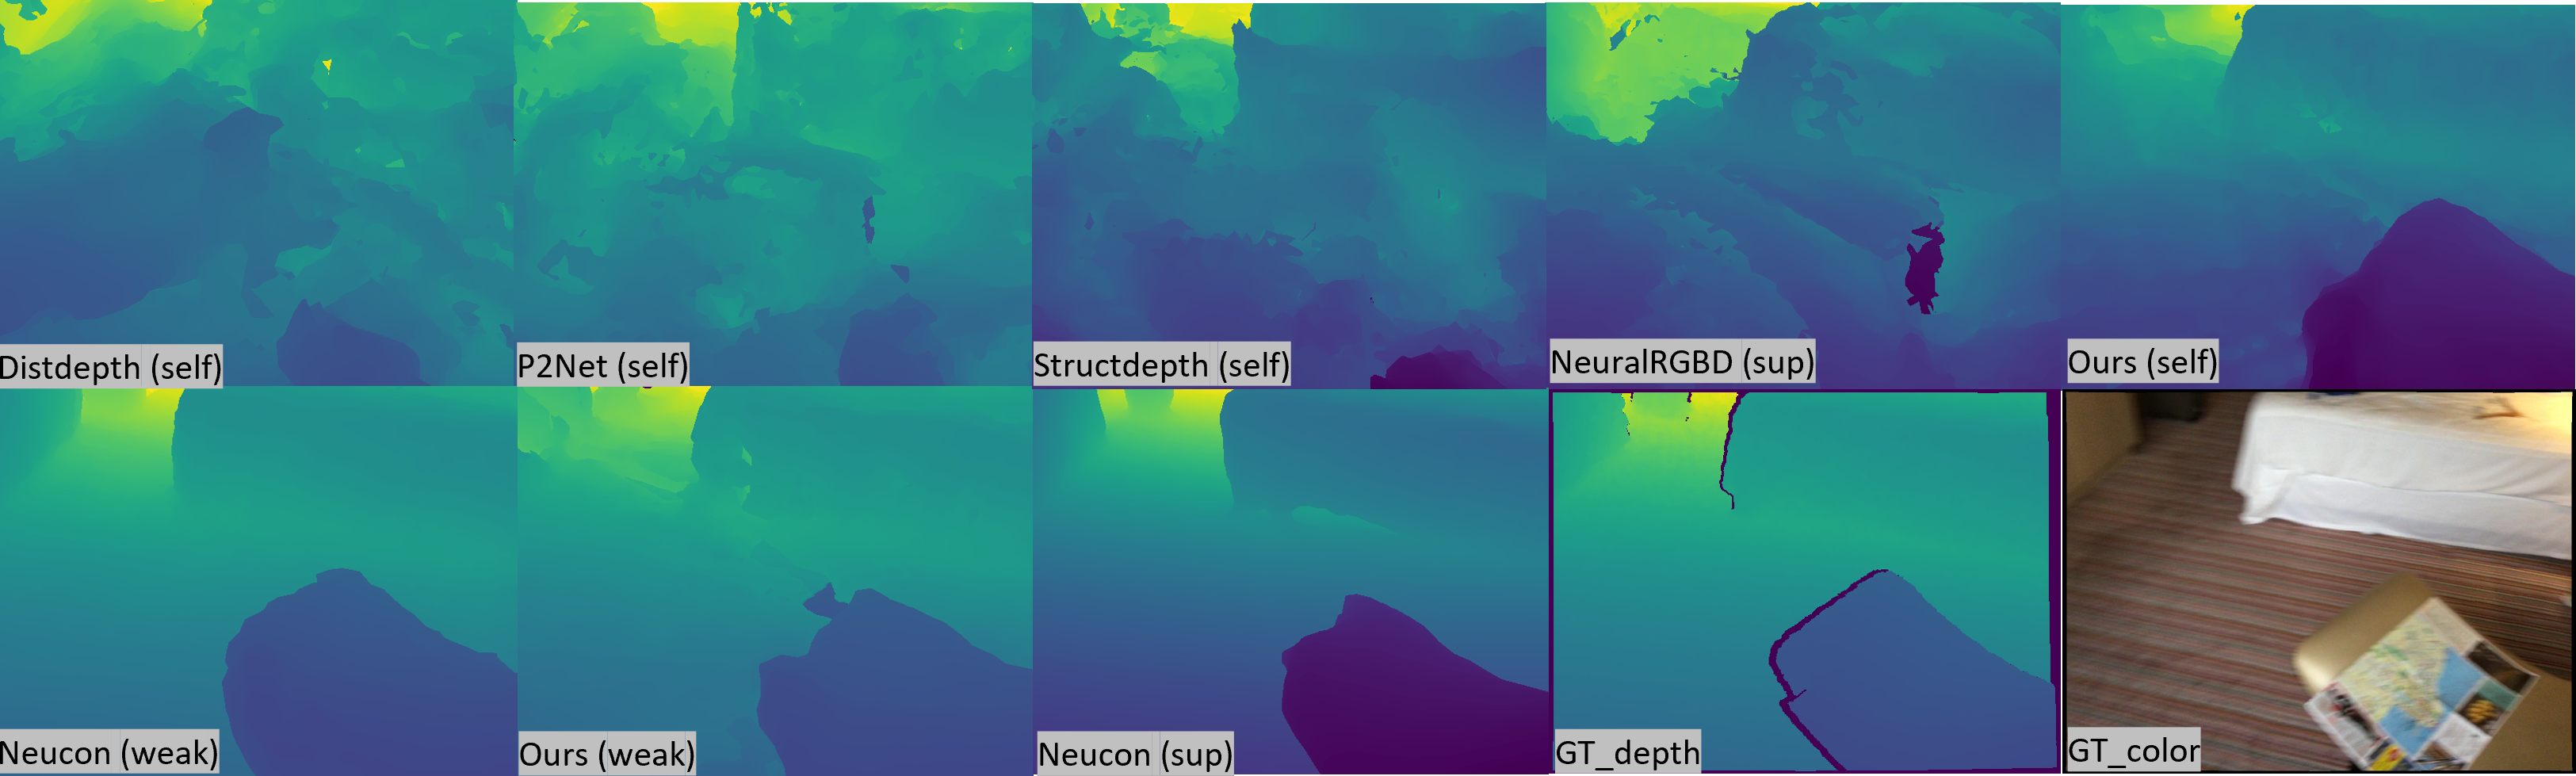 Distdepth (self)
P2Net (self)
Structdepth (self)
NeuralRGBD (sup)
Ours (self)
Neucon (weak)
Ours (weak)
Neucon (sup)
GT_depth
GT_color